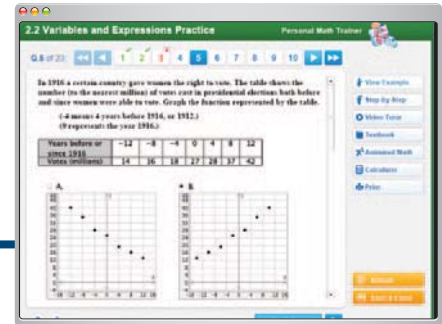 2.2 Variables and Expressions Practice
Personal Math Trainer
Q.5 of 23:
1 2 3 4 5 6 7 8 9 10
In 1916 a certain country gave women the right to vote. The table shows the
number (to the nearest million) of votes cast in presidential elections both before
and since women were able to vote. Graph the function represented by the table.
(-4 means 4 years before 1916, or 1912.)
(0 represents the year 1916.)
Years before or since 1916 -12 -8 -4 0 4 8 12
Votes (millions) 14 16 18 27 28 37 42
A.
B.
View Example
Step by Step
Video Tutor
Textbook
Animated Math
Calculator
Print